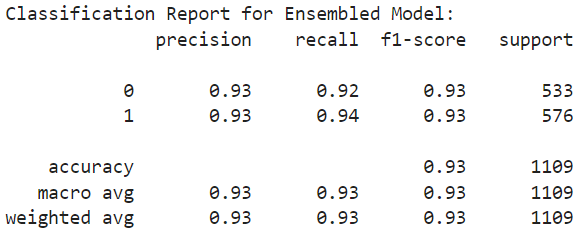 Classification Report for Ensembled Model:
precision recall f1-score support
0 0.93 0.92 0.93 533
1 0.93 0.94 0.93 576
accuracy 0.93 1109
macro avg 0.93 0.93 0.93 1109
weighted avg 0.93 0.93 0.93 1109